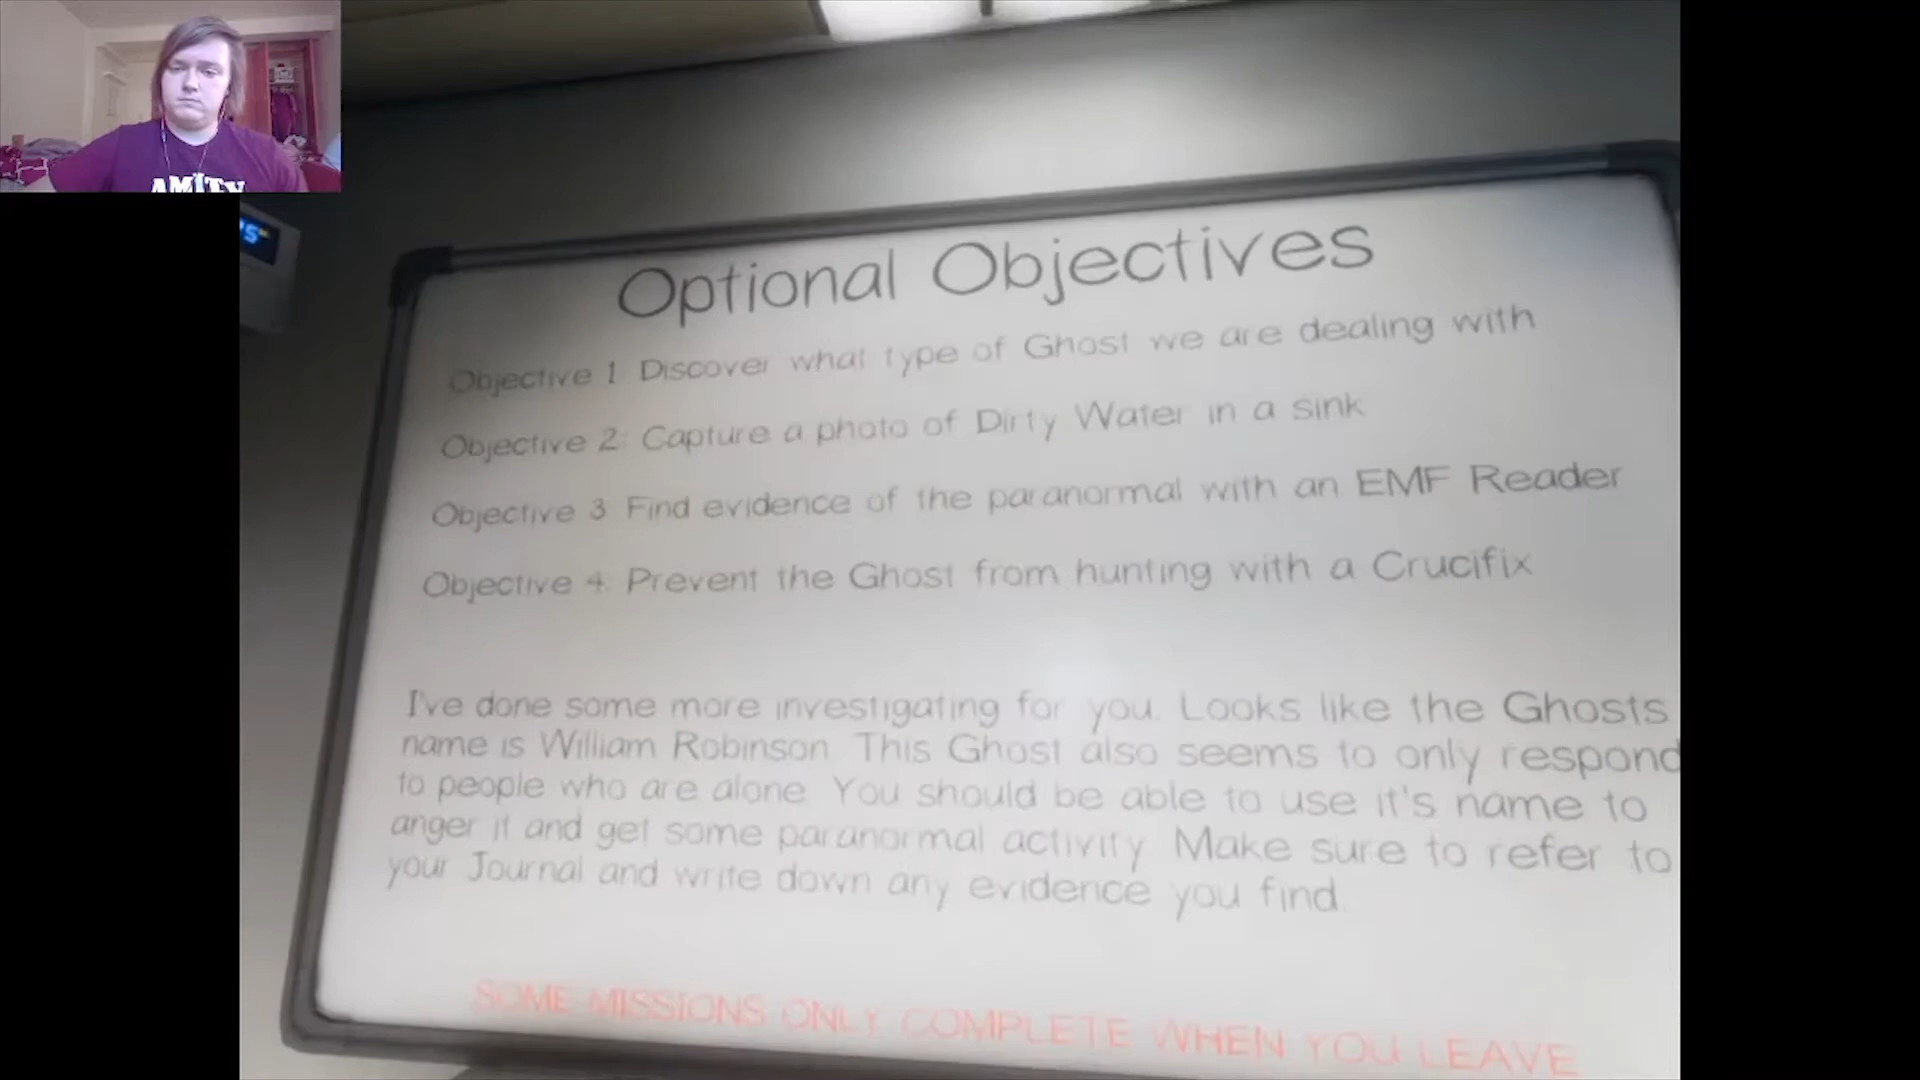 AMITY
5
Optional Objectives
Objective 1 Discover what type of Ghost we are dealing with
Objective 2: Capture a photo of Dirty Water in a sink
Objective 3 Find evidence of the paranormal with an EMF Reader
Objective 4: Prevent the Ghost from hunting with a Crucifix
I've done some more investigating for you. Looks like the Ghosts
name is William Robinson. This Ghost also seems to only respond
to people who are alone. You should be able to use it's name to
anger it and get some paranormal activity. Make sure to refer to
your Journal and write down any evidence you find.
SOME MISSIONS ONLY COMPLETE WHEN YOU LEAVE